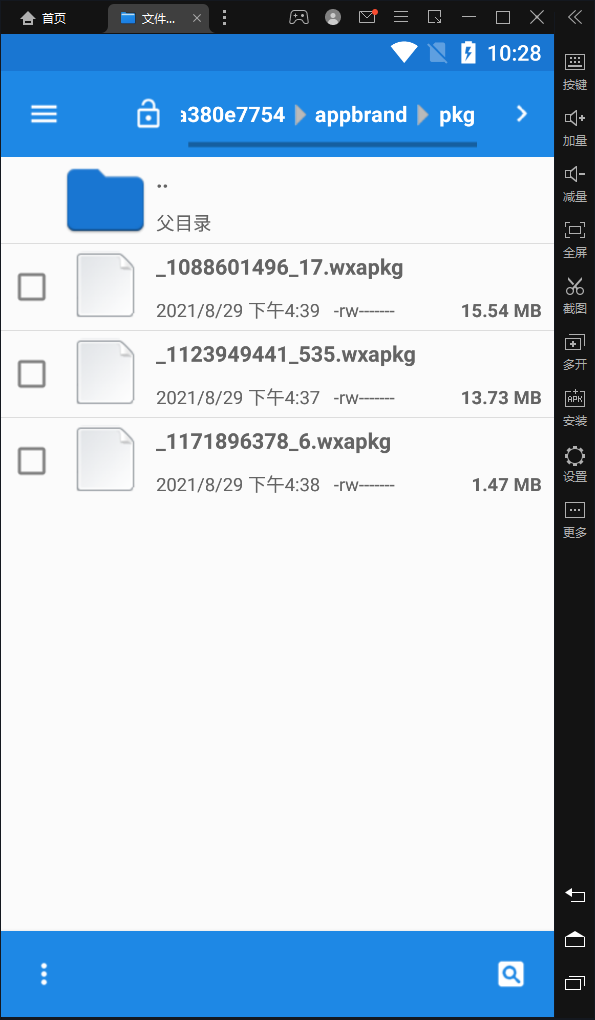 首页
文件...
10:28
a380e7754 appbrand pkg
..
父目录
_1088601496_17.wxapkg
2021/8/29 下午4:39 -rw------- 15.54 MB
_1123949441_535.wxapkg
2021/8/29 下午4:37 -rw------- 13.73 MB
_1171896378_6.wxapkg
2021/8/29 下午4:38 -rw------- 1.47 MB
按键
加量
减量
全屏
截图
多开
APK
安装
设置
更多